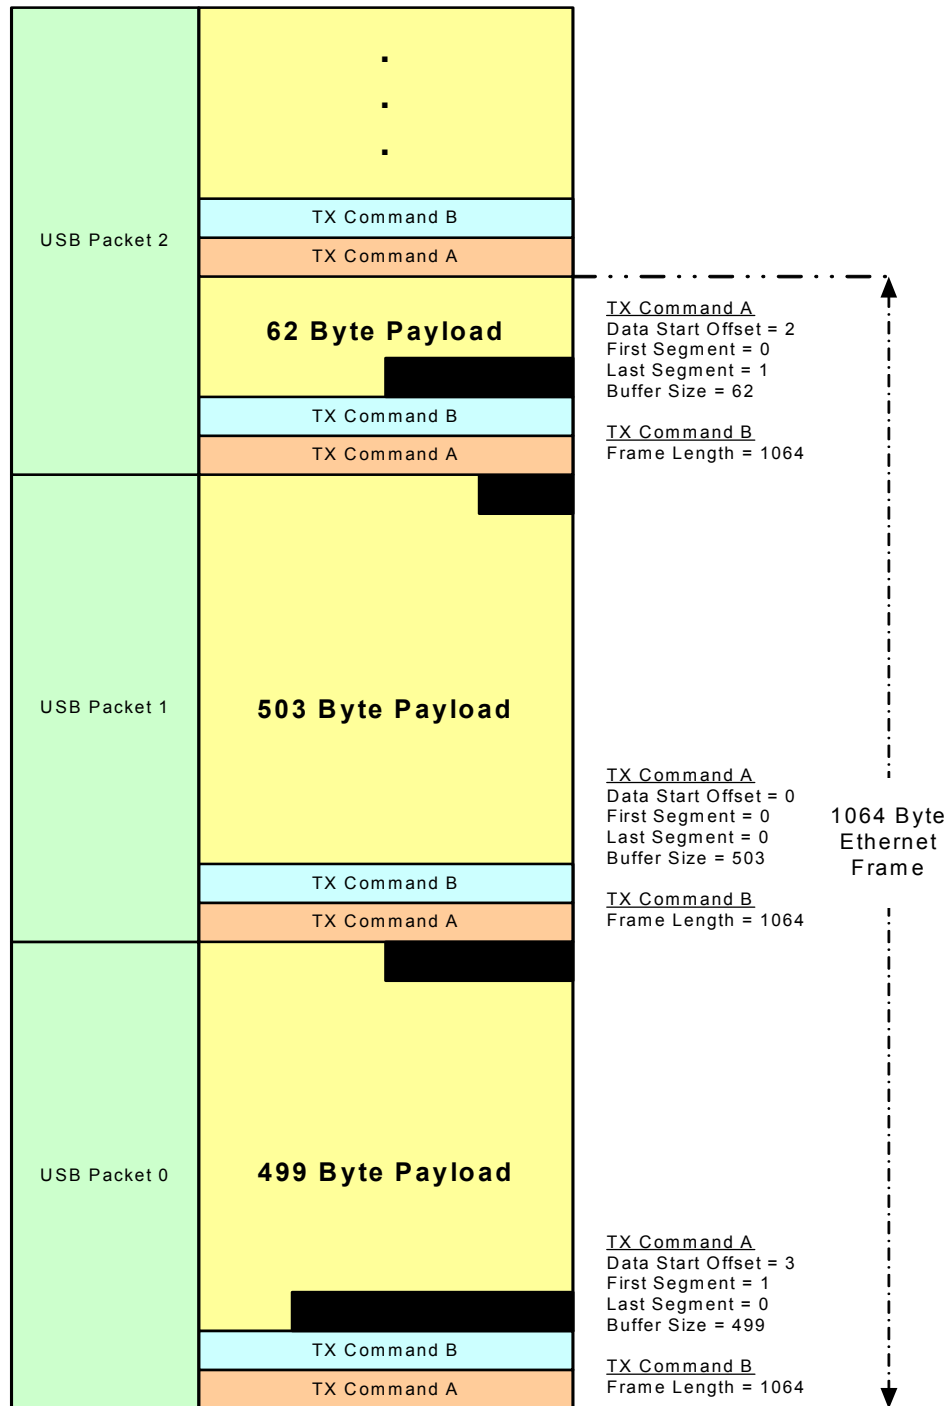 USB Packet 2
TX Command B
TX Command A
62 Byte Payload
TX Command B
TX Command A
TX Command A
Data Start Offset = 2
First Segment = 0
Last Segment = 1
Buffer Size = 62
TX Command B
Frame Length = 1064
USB Packet 1
503 Byte Payload
TX Command B
TX Command A
TX Command A
Data Start Offset = 0
First Segment = 0
Last Segment = 0
Buffer Size = 503
TX Command B
Frame Length = 1064
1064 Byte
Ethernet
Frame
USB Packet 0
499 Byte Payload
TX Command B
TX Command A
TX Command A
Data Start Offset = 3
First Segment = 1
Last Segment = 0
Buffer Size = 499
TX Command B
Frame Length = 1064